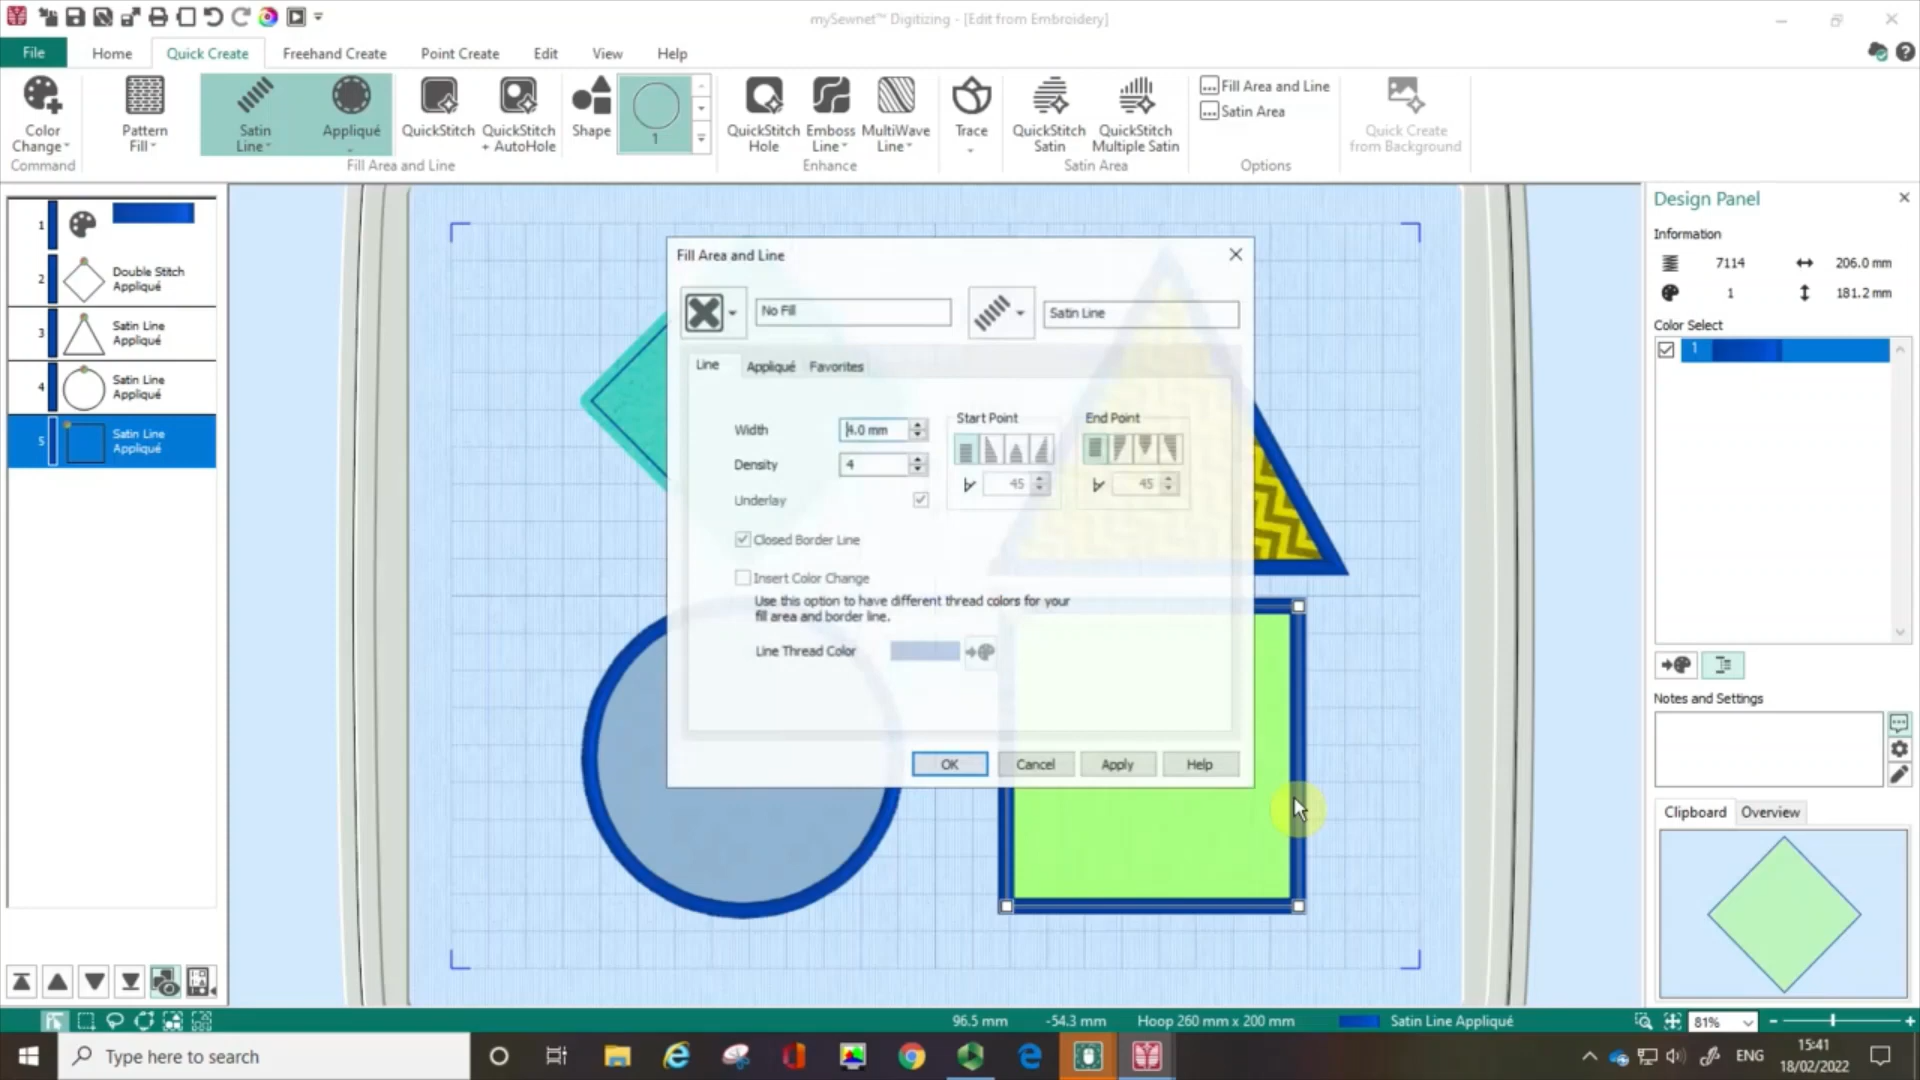 mySewnet™ Digitizing - [Edit from Embroidery]
File
Home
Quick Create
Freehand Create
Point Create
Edit
View
Help
Color
Change
Pattern
Fill
Satin
Line
Appliqué
QuickStitch
QuickStitch
+ AutoHole
Shape
1
QuickStitch
Hole
Emboss
Line
MultiWave
Line
Trace
QuickStitch
Satin
QuickStitch
Multiple Satin
Fill Area and Line
Satin Area
Quick Create
from Background
Command
Fill Area and Line
Enhance
Satin Area
Options
1
2
Double Stitch
Appliqué
3
Satin Line
Appliqué
4
Satin Line
Appliqué
5
Satin Line
Appliqué
Fill Area and Line
No Fill
Satin Line
Line
Appliqué
Favorites
Width
4.0 mm
Density
4
Underlay
Start Point
45
End Point
45
Closed Border Line
Insert Color Change
Use this option to have different thread colors for your
fill area and border line.
Line Thread Color
OK
Cancel
Apply
Help
Design Panel
Information
7114
206.0 mm
1
181.2 mm
Color Select
1
Notes and Settings
Clipboard
Overview
96.5 mm
-54.3 mm
Hoop 260 mm x 200 mm
Satin Line Appliqué
81%
Type here to search
ENG
15:41
18/02/2022